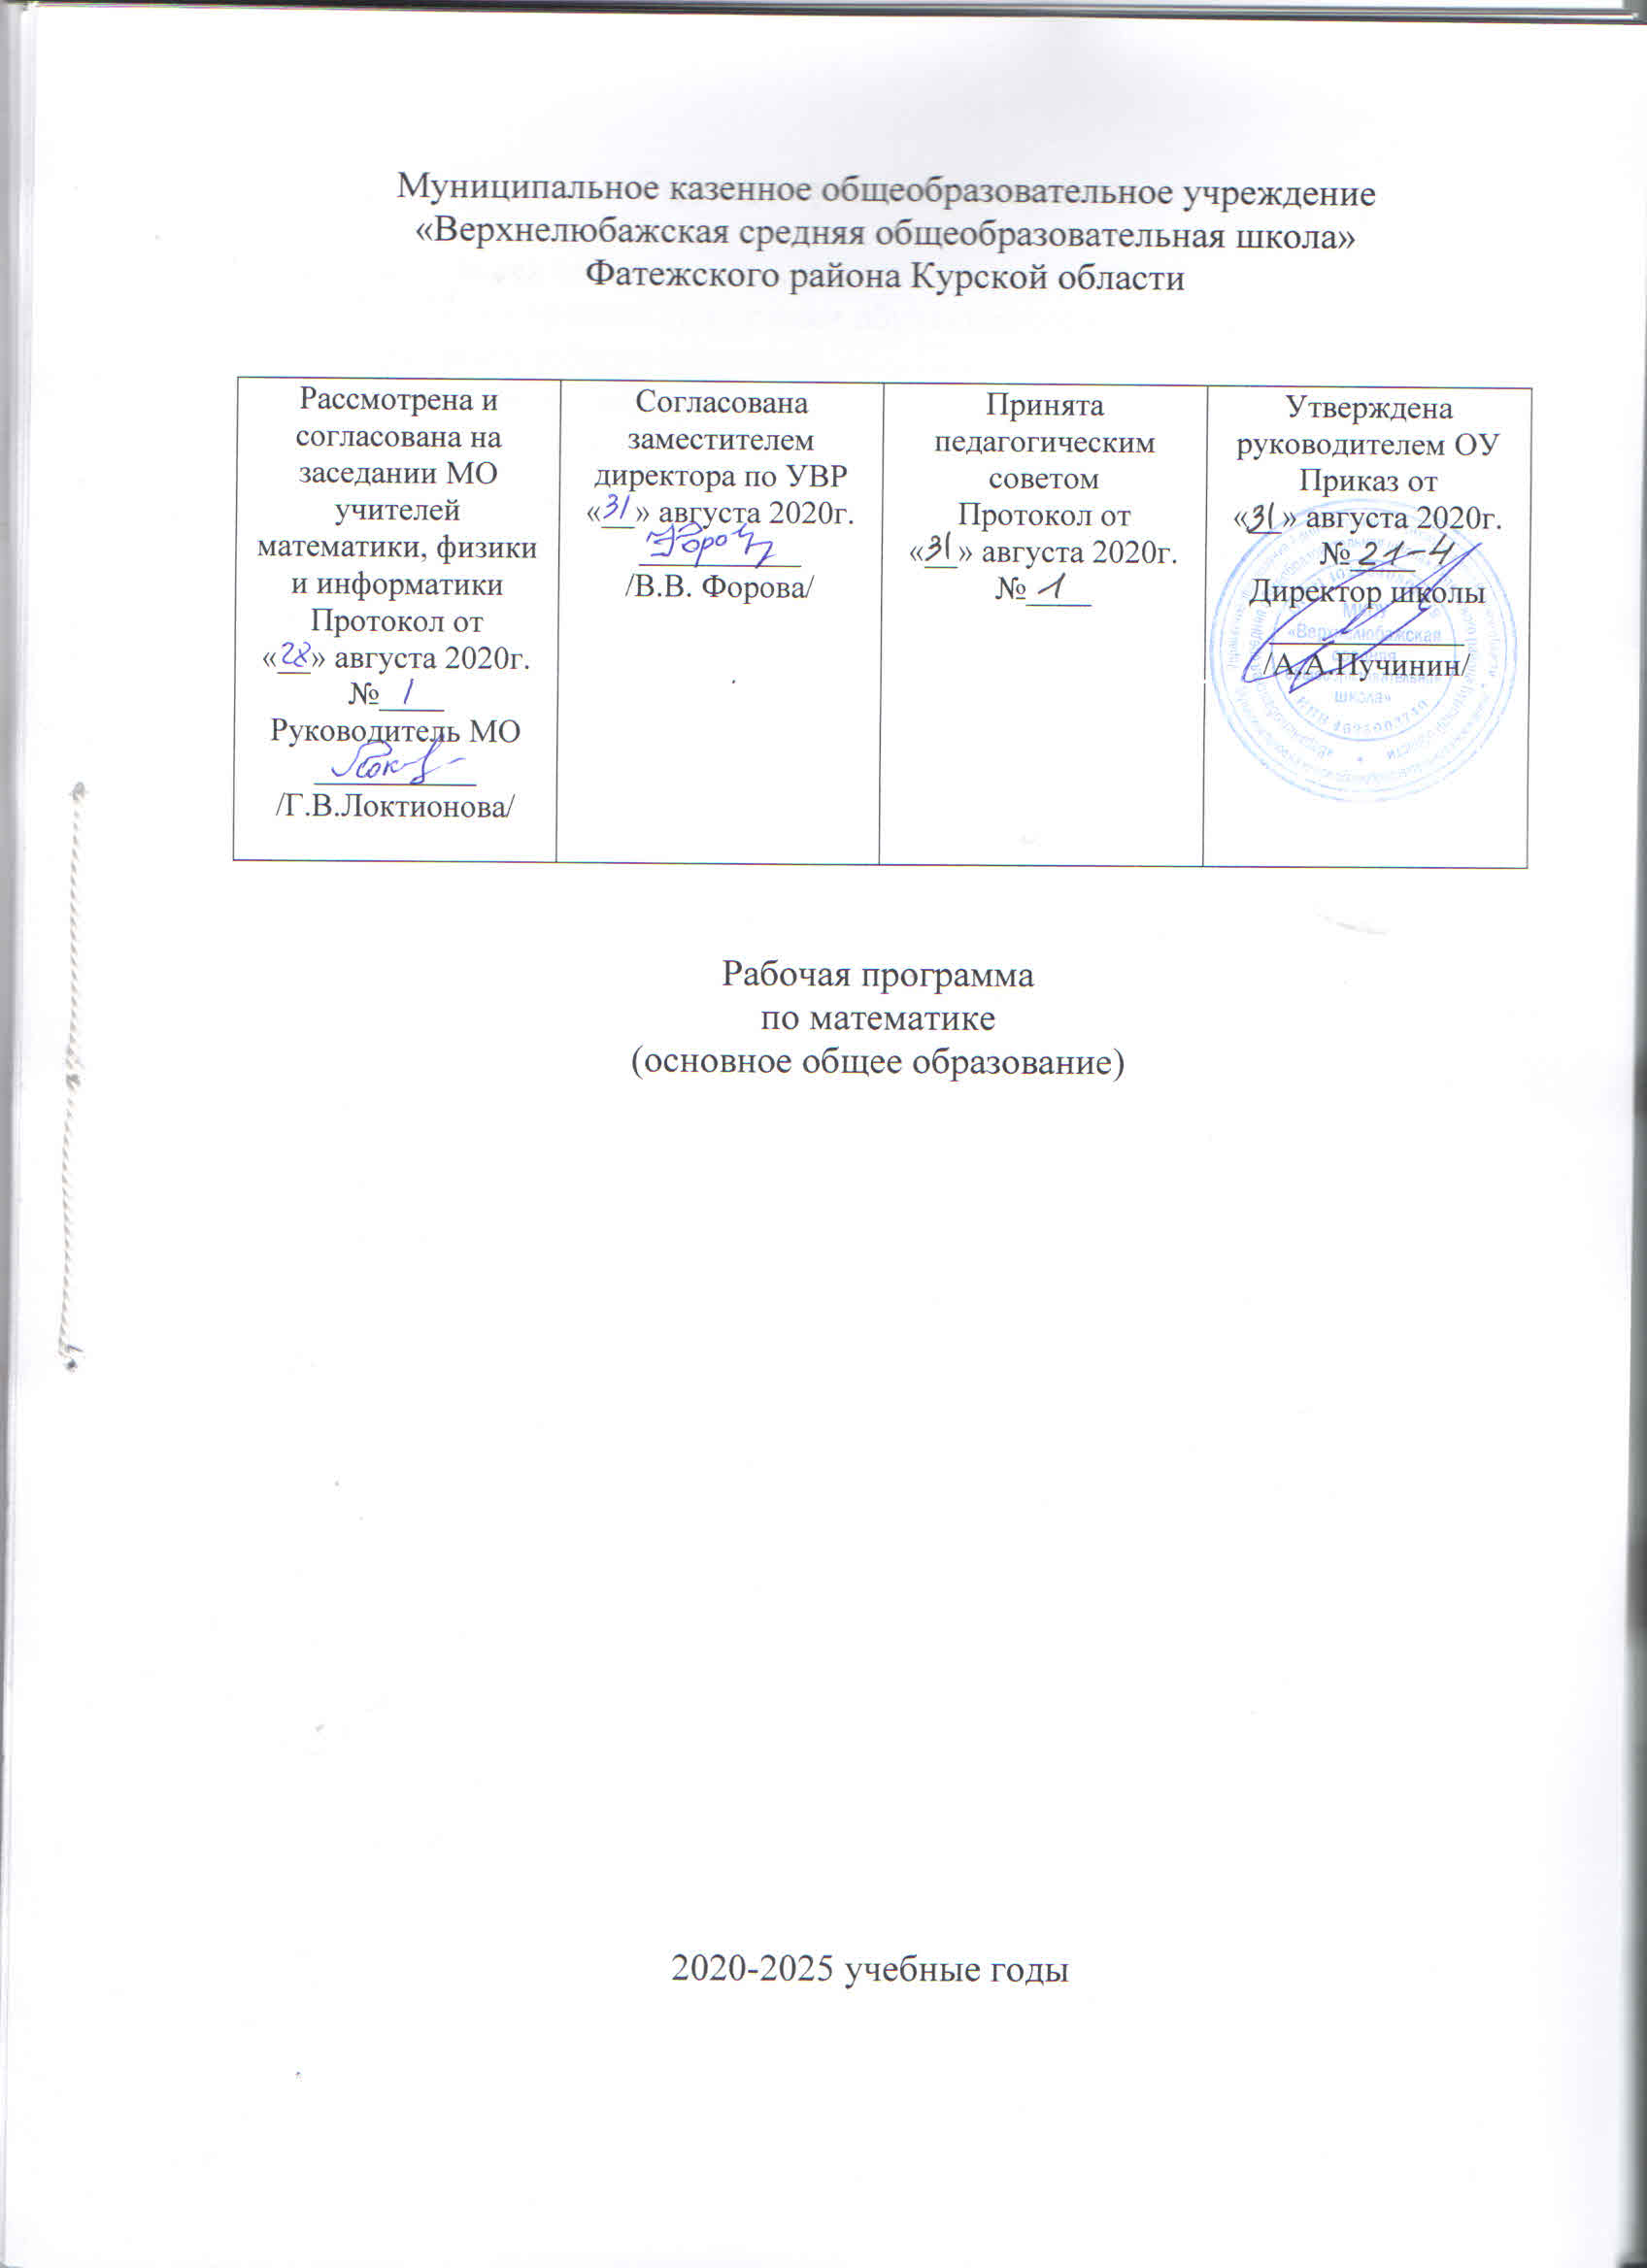 Муниципальное казенное общеобразовательное учреждение
«Верхнелюбажская средняя общеобразовательная школа»
Фатежского района Курской области
Рассмотрена и
согласована на
заседании МО
учителей
математики, физики
и информатики
Протокол от
«28» августа 2020г.
№ 1
Руководитель МО
/Г.В.Локтионова/
Согласована
заместителем
директора по УВР
«31» августа 2020г.
/В.В. Форова/
Принята
педагогическим
советом
Протокол от
«31» августа 2020г.
№ 1
Утверждена
руководителем ОУ
Приказ от
«31» августа 2020г.
№ 21-4
Директор школы
/А.А.Пучинин/
«Верхнелюбажская
средняя
школа»
Рабочая программа
по математике
(основное общее образование)
2020-2025 учебные годы